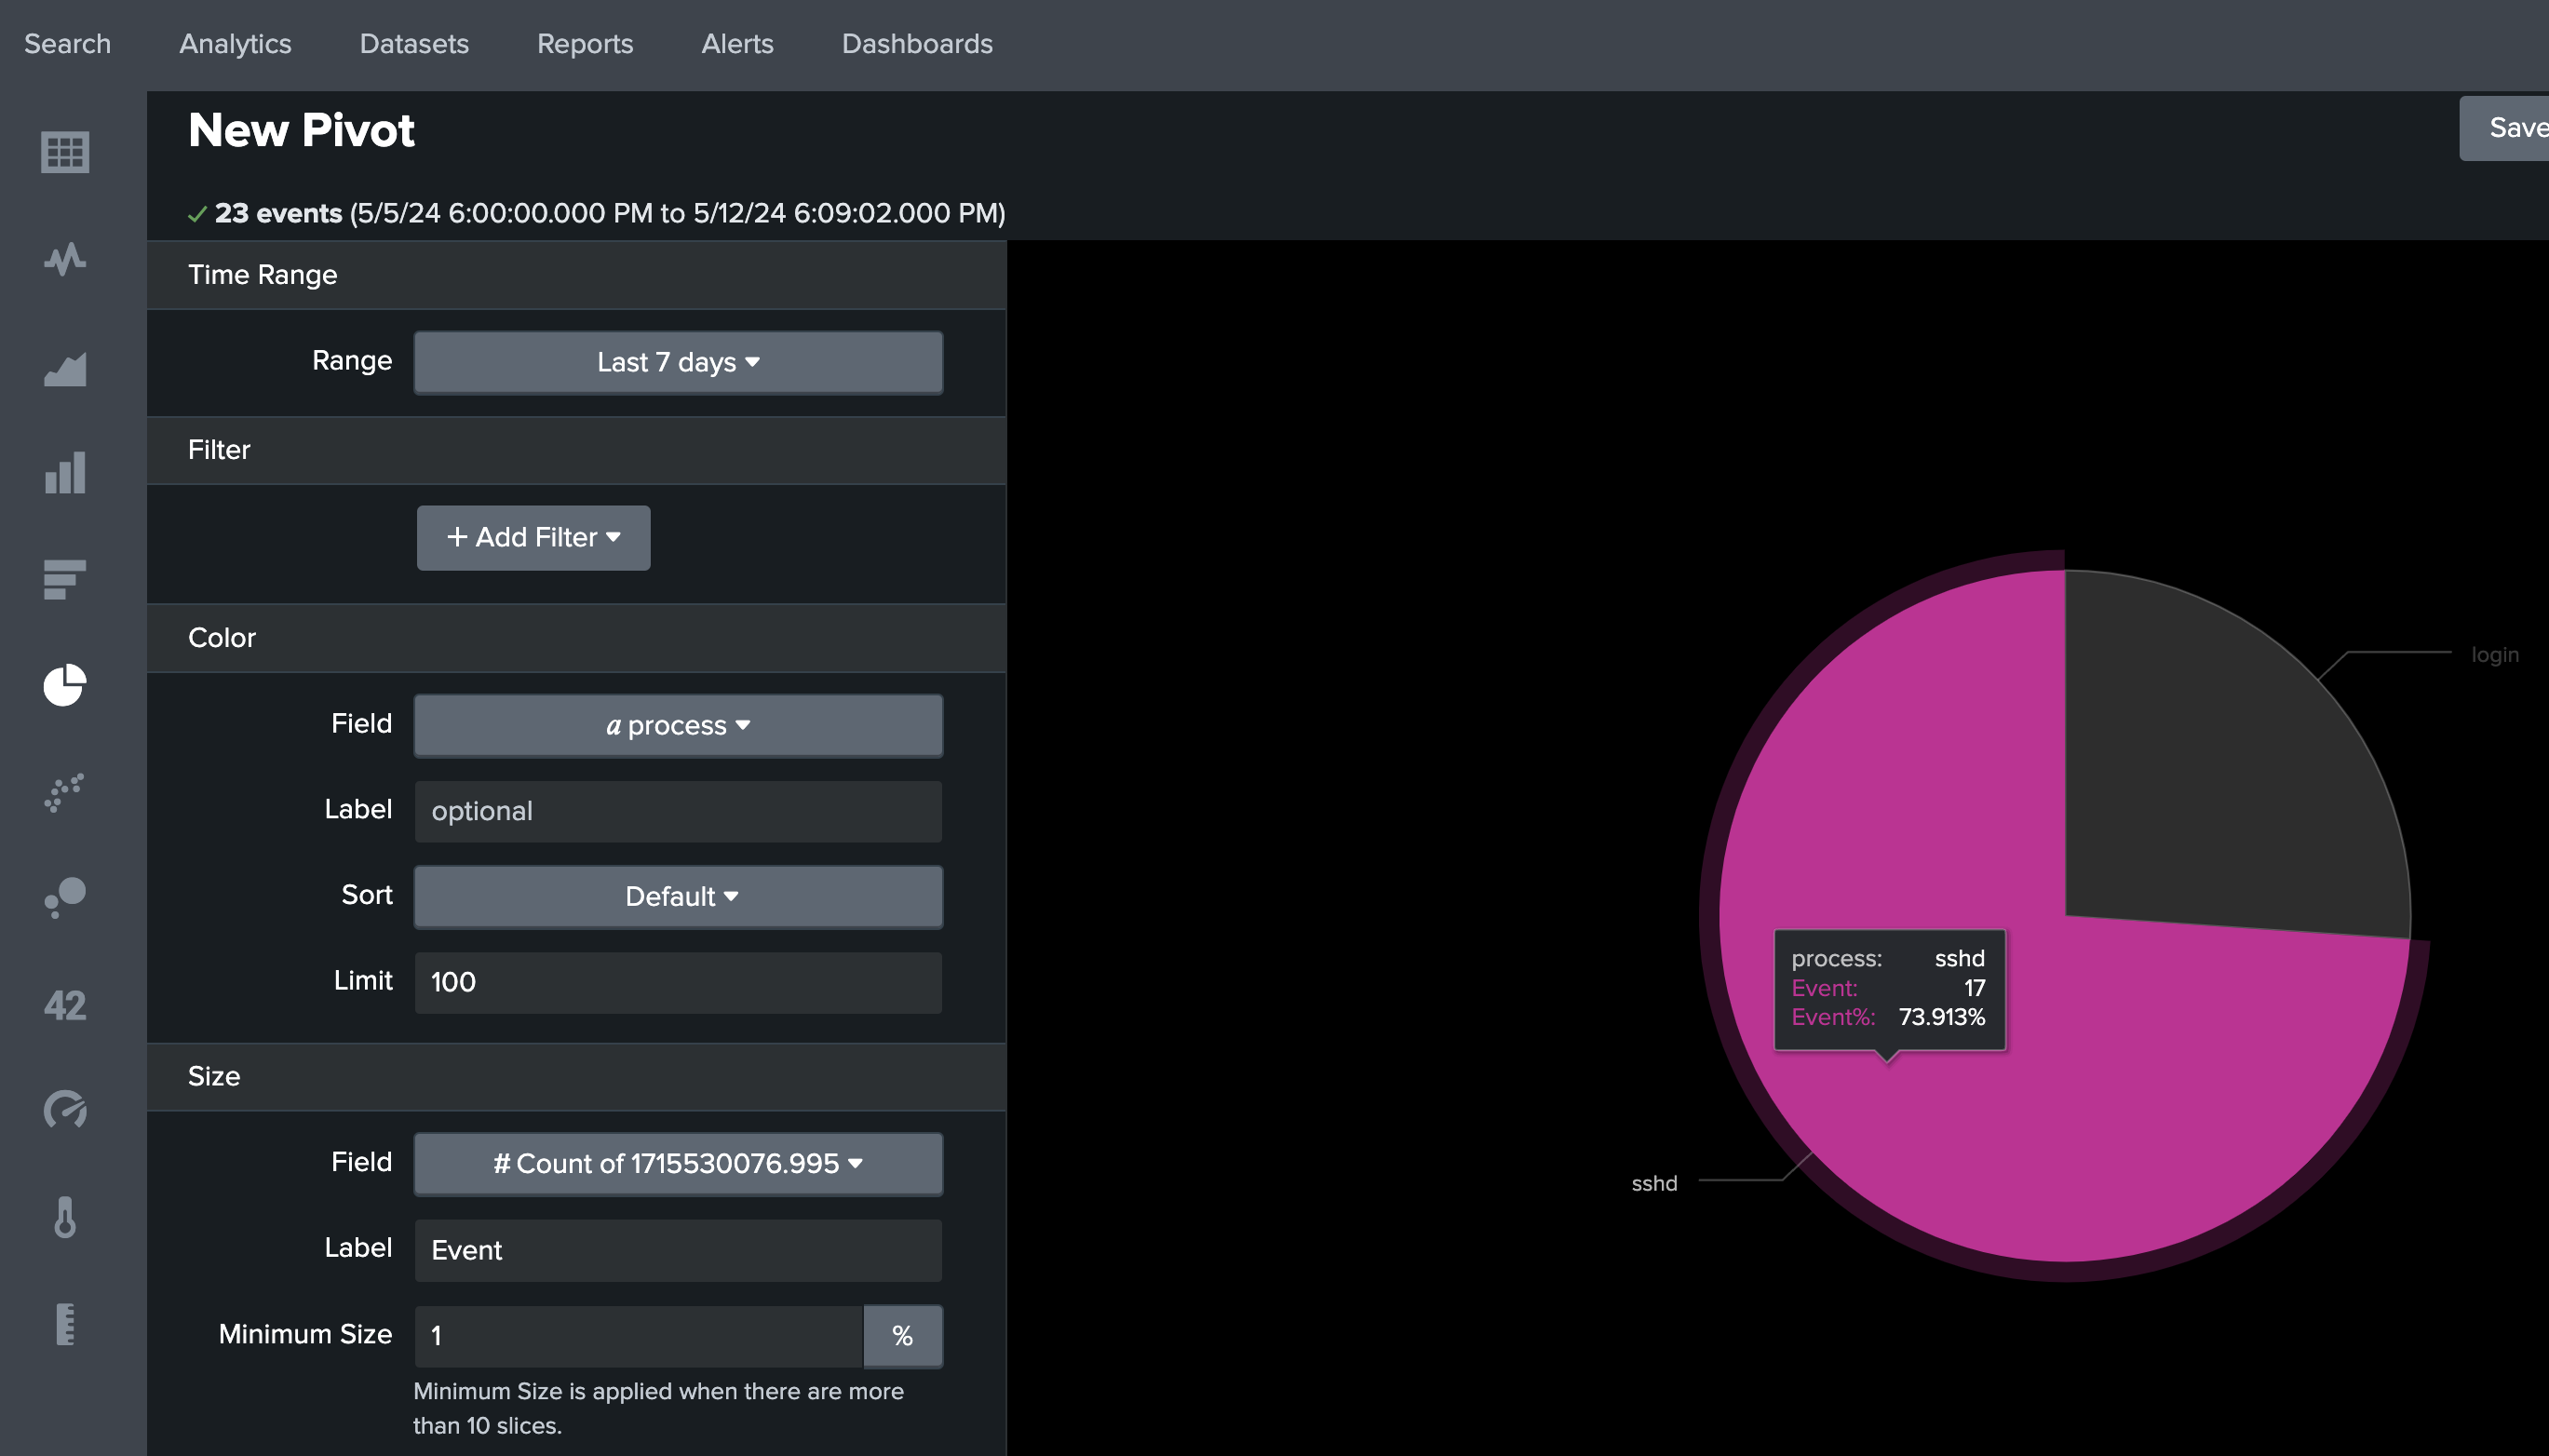 Search Analytics Datasets Reports Alerts Dashboards
New Pivot
Save
23 events (5/5/24 6:00:00.000 PM to 5/12/24 6:09:02.000 PM)
Time Range
Range Last 7 days
Filter
+ Add Filter
Color
Field a process
Label optional
Sort Default
Limit 100
Size
Field # Count of 1715530076.995
Label Event
Minimum Size 1 %
Minimum Size is applied when there are more
than 10 slices.
42
login
process: sshd
Event: 17
Event%: 73.913%
sshd